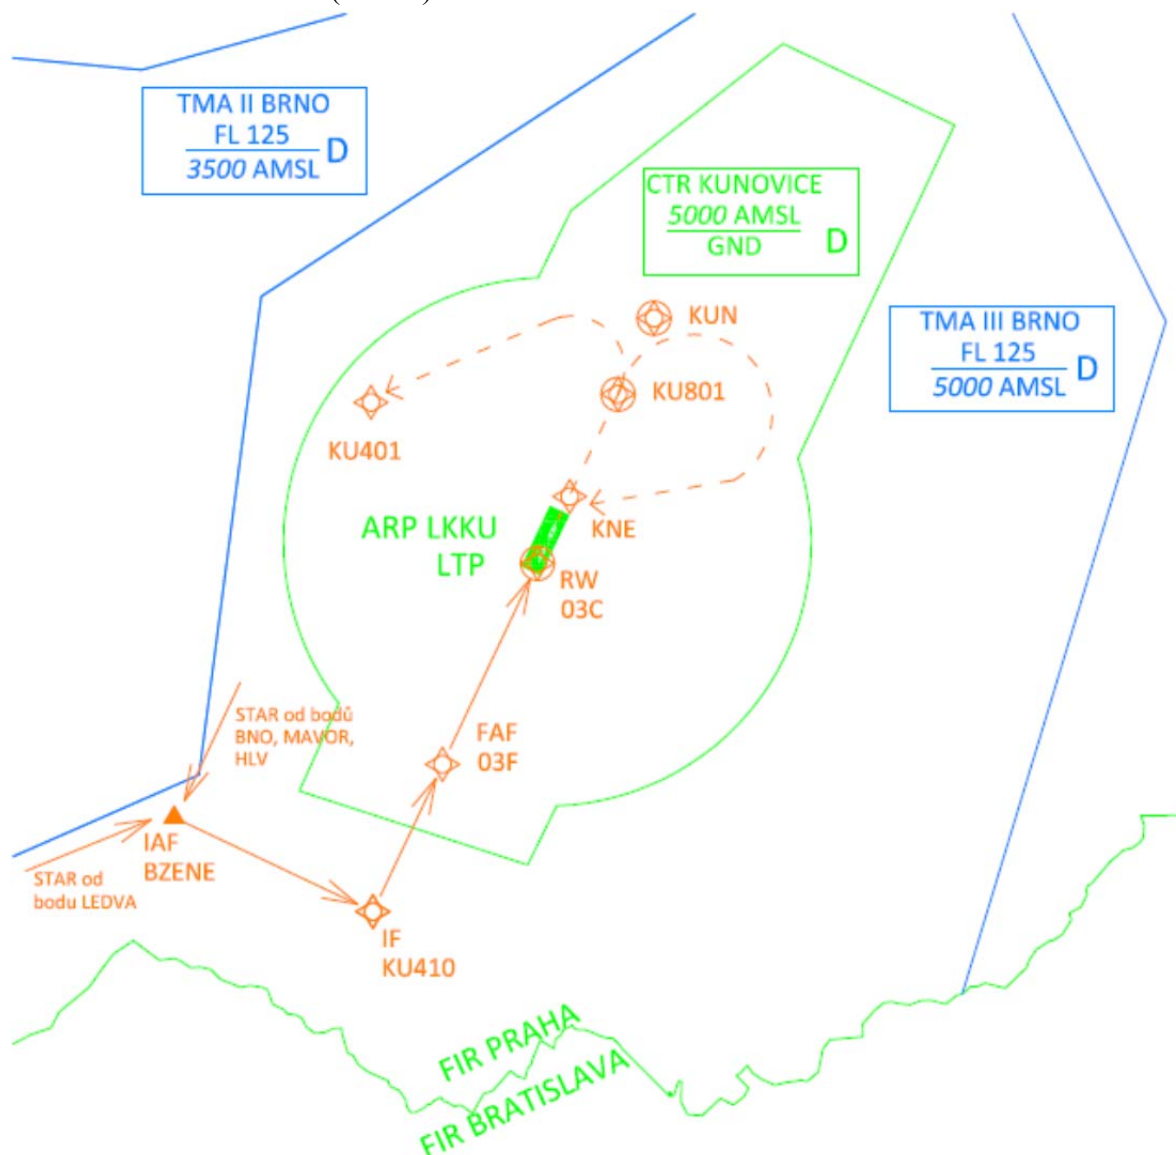 TMA II BRNO
FL 125
3500 AMSL
D
CTR KUNOVICE
5000 AMSL
GND
D
KUN
TMA III BRNO
FL 125
5000 AMSL
D
KU801
KU401
ARP LKKU
LTP
KNE
RW
03C
STAR od bodů
BNO, MAVOR,
HLV
FAF
03F
IAF
BZENE
STAR od
bodu LEDVA
IF
KU410
FIR PRAHA
FIR BRATISLAVA